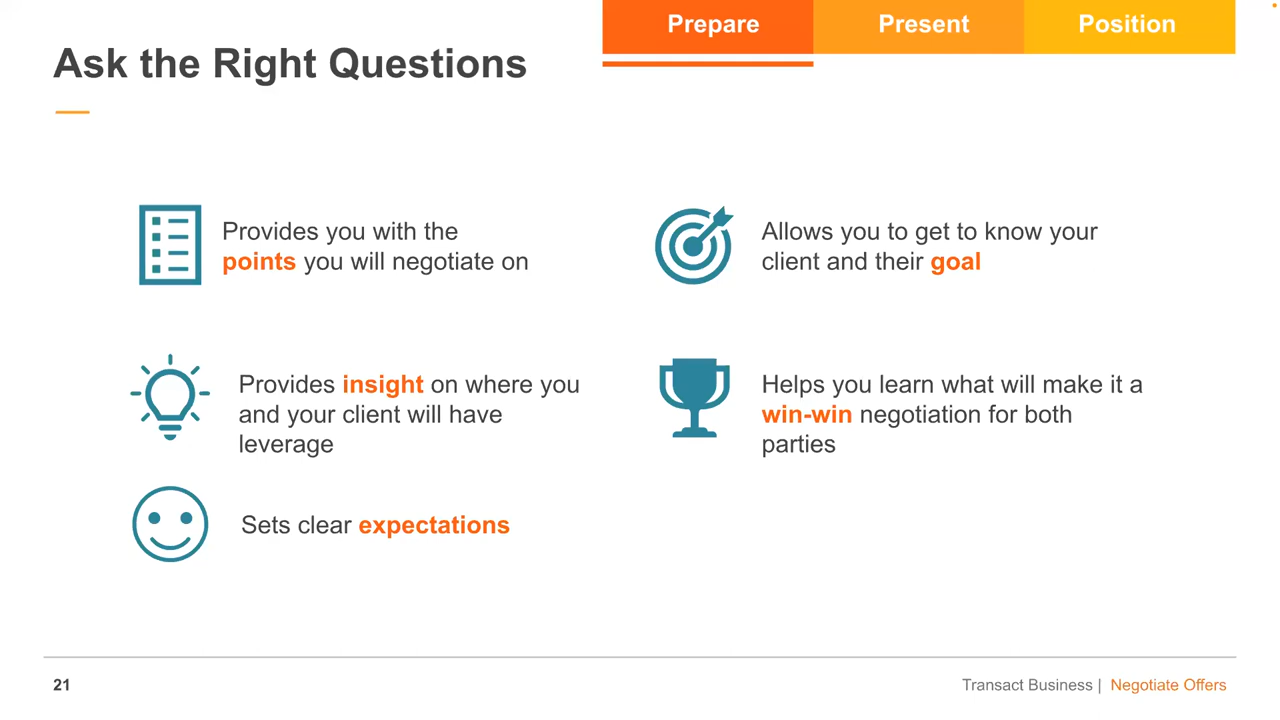 Prepare
Present
Position
Ask the Right Questions
Provides you with the
points you will negotiate on
Allows you to get to know your
client and their goal
Provides insight on where you
and your client will have
leverage
Helps you learn what will make it a
win-win negotiation for both
parties
Sets clear expectations
21
Transact Business | Negotiate Offers